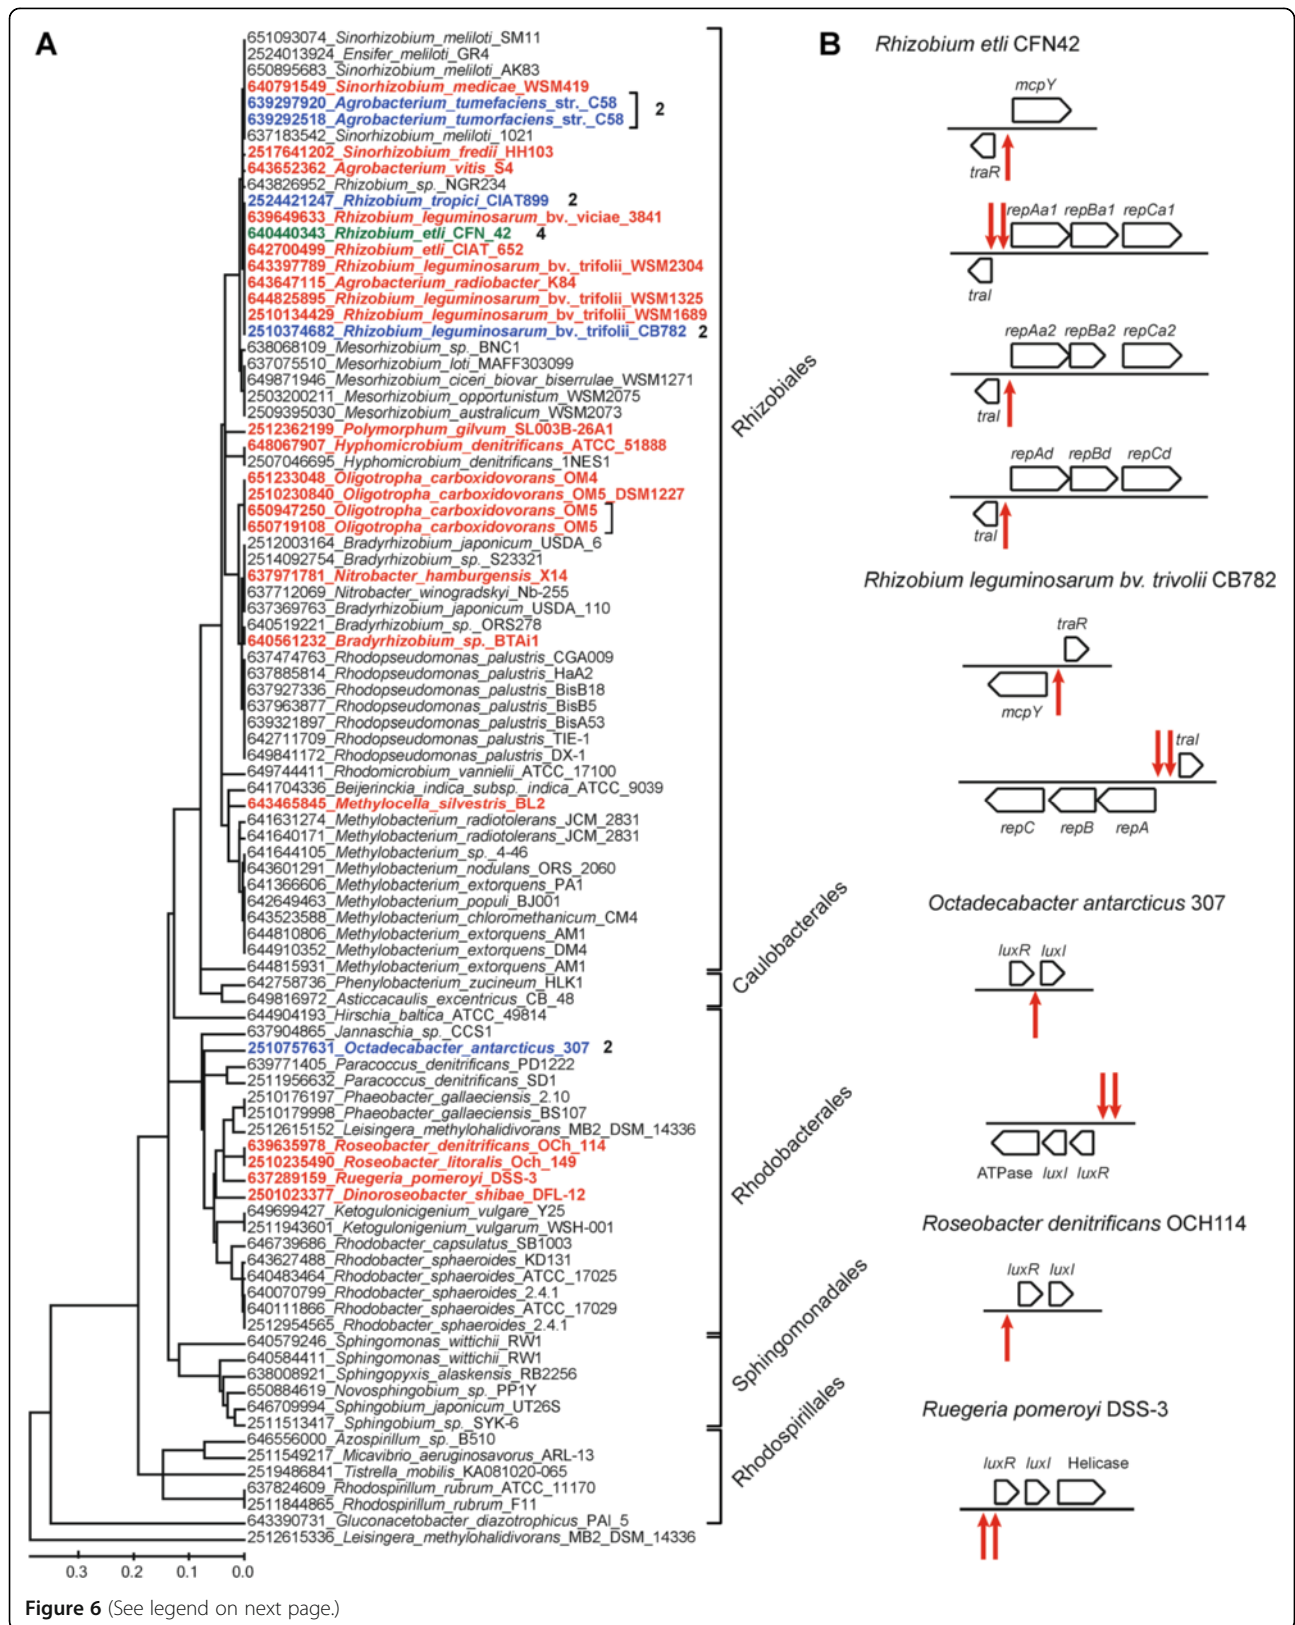 A
651093074_Sinorhizobium_meliloti_SM11
2524013924_Ensifer_meliloti_GR4
650895683_Sinorhizobium_meliloti_AK83
640791549_Sinorhizobium_medicae_WSM419
639297920_Agrobacterium_tumefaciens_str._C58
2
639292518_Agrobacterium_tumorfaciens_str._C58
637183542_Sinorhizobium_meliloti_1021
2517641202_Sinorhizobium_fredii_HH103
643652362_Agrobacterium_vitis_S4
643826952_Rhizobium_sp._NGR234
2524421247_Rhizobium_tropici_CIAT899 2
639649633_Rhizobium_leguminosarum_bv._viciae_3841
640440343_Rhizobium_etli_CFN_42 4
642700499_Rhizobium_etli_CIAT_652
643397789_Rhizobium_leguminosarum_bv._trifolii_WSM2304
643647115_Agrobacterium_radiobacter_K84
644825895_Rhizobium_leguminosarum_bv._trifolii_WSM1325
2510134429_Rhizobium_leguminosarum_bv_trifolii_WSM1689
2510374682_Rhizobium_leguminosarum_bv._trifolii_CB782 2
638068109_Mesorhizobium_sp._BNC1
637075510_Mesorhizobium_loti_MAFF303099
649871946_Mesorhizobium_ciceri_biovar_biserrulae_WSM1271
2503200211_Mesorhizobium_opportunistum_WSM2075
2509395030_Mesorhizobium_australicum_WSM2073
2512362199_Polymorphum_gilvum_SL003B-26A1
648067907_Hyphomicrobium_denitrificans_ATCC_51888
2507046695_Hyphomicrobium_denitrificans_1NES1
651233048_Oligotropha_carboxidovorans_OM4
2510230840_Oligotropha_carboxidovorans_OM5_DSM1227
650947250_Oligotropha_carboxidovorans_OM5
650719108_Oligotropha_carboxidovorans_OM5
2512003164_Bradyrhizobium_japonicum_USDA_6
2514092754_Bradyrhizobium_sp._S23321
637971781_Nitrobacter_hamburgensis_X14
637712069_Nitrobacter_winogradskyi_Nb-255
637369763_Bradyrhizobium_japonicum_USDA_110
640519221_Bradyrhizobium_sp._ORS278
640561232_Bradyrhizobium_sp._BTAi1
637474763_Rhodopseudomonas_palustris_CGA009
637885814_Rhodopseudomonas_palustris_HaA2
637927336_Rhodopseudomonas_palustris_BisB18
637963877_Rhodopseudomonas_palustris_BisB5
639321897_Rhodopseudomonas_palustris_BisA53
642711709_Rhodopseudomonas_palustris_TIE-1
649841172_Rhodopseudomonas_palustris_DX-1
649744411_Rhodomicrobium_vannielii_ATCC_17100
641704336_Beijerinckia_indica_subsp._indica_ATCC_9039
643465845_Methylocella_silvestris_BL2
641631274_Methylobacterium_radiotolerans_JCM_2831
641640171_Methylobacterium_radiotolerans_JCM_2831
641644105_Methylobacterium_sp._4-46
643601291_Methylobacterium_nodulans_ORS_2060
641366606_Methylobacterium_extorquens_PA1
642649463_Methylobacterium_populi_BJ001
643523588_Methylobacterium_chloromethanicum_CM4
644810806_Methylobacterium_extorquens_AM1
644910352_Methylobacterium_extorquens_DM4
644815931_Methylobacterium_extorquens_AM1
642758736_Phenylobacterium_zucineum_HLK1
649816972_Asticcacaulis_excentricus_CB_48
644904193_Hirschia_baltica_ATCC_49814
637904865_Jannaschia_sp._CCS1
2510757631_Octadecabacter_antarcticus_307 2
639771405_Paracoccus_denitrificans_PD1222
2511956632_Paracoccus_denitrificans_SD1
2510176197_Phaeobacter_gallaeciensis_2.10
2510179998_Phaeobacter_gallaeciensis_BS107
2512615152_Leisingera_methylohalidivorans_MB2_DSM_14336
639635978_Roseobacter_denitrificans_OCh_114
2510235490_Roseobacter_litoralis_Och_149
637289159_Ruegeria_pomeroyi_DSS-3
2501023377_Dinoroseobacter_shibae_DFL-12
649699427_Ketogulonicigenium_vulgare_Y25
2511943601_Ketogulonigenium_vulgarum_WSH-001
646739686_Rhodobacter_capsulatus_SB1003
643627488_Rhodobacter_sphaeroides_KD131
640483464_Rhodobacter_sphaeroides_ATCC_17025
640070799_Rhodobacter_sphaeroides_2.4.1
640111866_Rhodobacter_sphaeroides_ATCC_17029
2512954565_Rhodobacter_sphaeroides_2.4.1
640579246_Sphingomonas_wittichii_RW1
640584411_Sphingomonas_wittichii_RW1
638008921_Sphingopyxis_alaskensis_RB2256
650884619_Novosphingobium_sp._PP1Y
646709994_Sphingobium_japonicum_UT26S
2511513417_Sphingobium_sp._SYK-6
646556000_Azospirillum_sp._B510
2511549217_Micavibrio_aeruginosavorus_ARL-13
2519486841_Tistrella_mobilis_KA081020-065
637824609_Rhodospirillum_rubrum_ATCC_11170
2511844865_Rhodospirillum_rubrum_F11
643390731_Gluconacetobacter_diazotrophicus_PAI_5
2512615336_Leisingera_methylohalidivorans_MB2_DSM_14336
0.3 0.2 0.1 0.0
Rhizobiales
Caulobacterales
Rhodobacterales
Sphingomonadales
Rhodospirillales
B
Rhizobium etli CFN42
mcpY
traR
repAa1 repBa1 repCa1
traI
repAa2 repBa2 repCa2
traI
repAd repBd repCd
traI
Rhizobium leguminosarum bv. trivolii CB782
traR
mcpY
traI
repC repB repA
Octadecabacter antarcticus 307
luxR luxI
ATPase luxI luxR
Roseobacter denitrificans OCH114
luxR luxI
Ruegeria pomeroyi DSS-3
luxR luxI Helicase
Figure 6 (See legend on next page.)